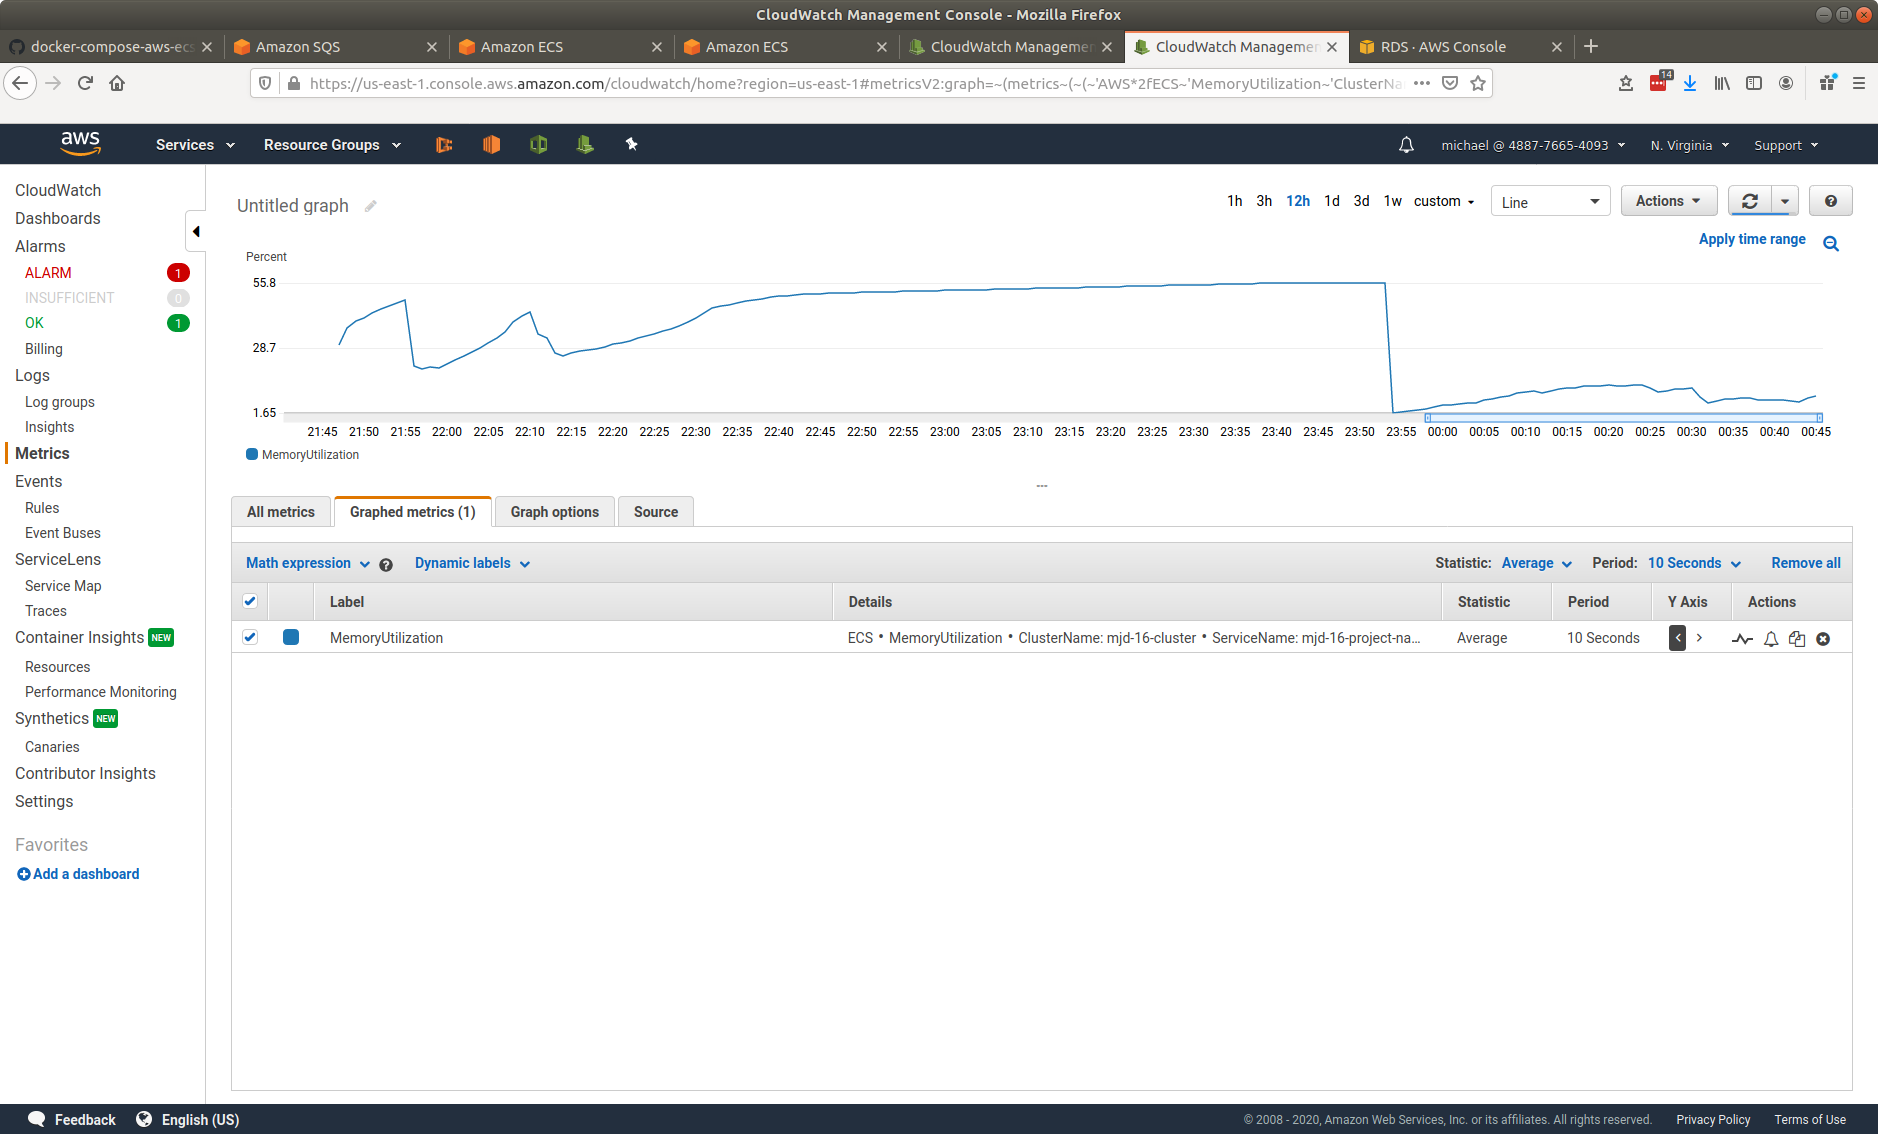 CloudWatch Management Console - Mozilla Firefox
docker-compose-aws-ecs
Amazon SQS
Amazon ECS
Amazon ECS
CloudWatch Managemen
CloudWatch Managemen
RDS · AWS Console
https://us-east-1.console.aws.amazon.com/cloudwatch/home?region=us-east-1#metricsV2:graph=~(metrics~(~(~'AWS*2fECS~'MemoryUtilization~'ClusterNa
14
aws
Services
Resource Groups
michael @ 4887-7665-4093
N. Virginia
Support
CloudWatch
Dashboards
Alarms
ALARM 1
INSUFFICIENT 0
OK 1
Billing
Logs
Log groups
Insights
Metrics
Events
Rules
Event Buses
ServiceLens
Service Map
Traces
Container Insights NEW
Resources
Performance Monitoring
Synthetics NEW
Canaries
Contributor Insights
Settings
Favorites
Add a dashboard
Untitled graph
1h 3h 12h 1d 3d 1w custom
Line
Actions
Apply time range
Percent
55.8
28.7
1.65
21:45 21:50 21:55 22:00 22:05 22:10 22:15 22:20 22:25 22:30 22:35 22:40 22:45 22:50 22:55 23:00 23:05 23:10 23:15 23:20 23:25 23:30 23:35 23:40 23:45 23:50 23:55 00:00 00:05 00:10 00:15 00:20 00:25 00:30 00:35 00:40 00:45
MemoryUtilization
All metrics
Graphed metrics (1)
Graph options
Source
Math expression
Dynamic labels
Statistic: Average
Period: 10 Seconds
Remove all
Label Details Statistic Period Y Axis Actions
MemoryUtilization ECS • MemoryUtilization • ClusterName: mjd-16-cluster • ServiceName: mjd-16-project-na... Average 10 Seconds
Feedback
English (US)
© 2008 - 2020, Amazon Web Services, Inc. or its affiliates. All rights reserved.
Privacy Policy
Terms of Use